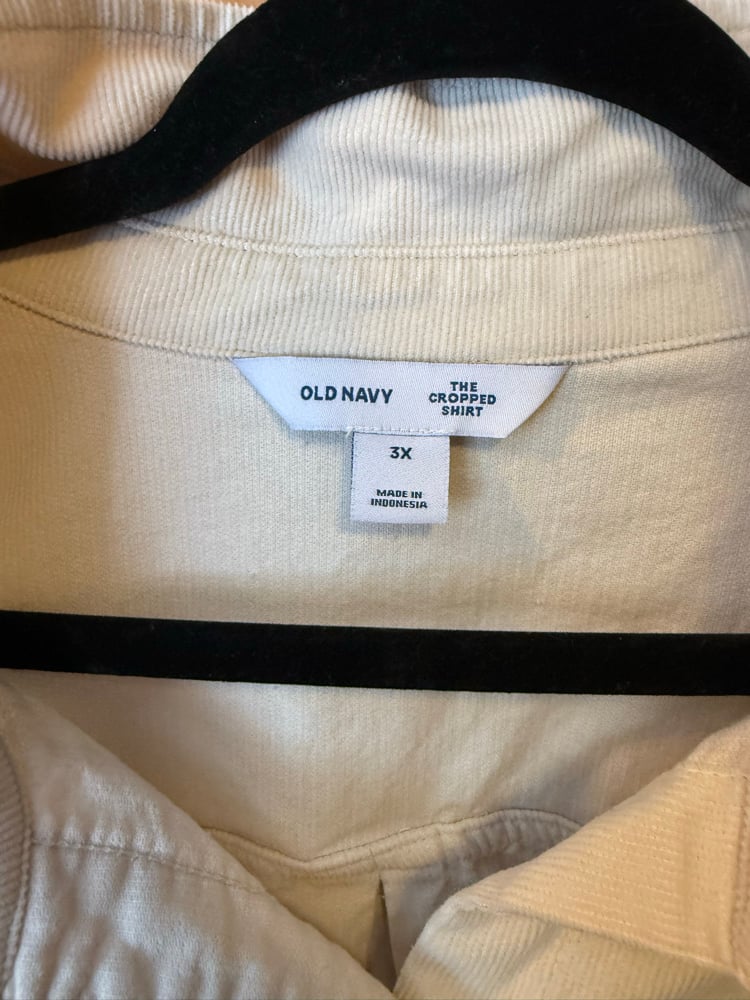 OLD NAVY
THE
CROPPED
SHIRT
3X
MADE IN
INDONESIA